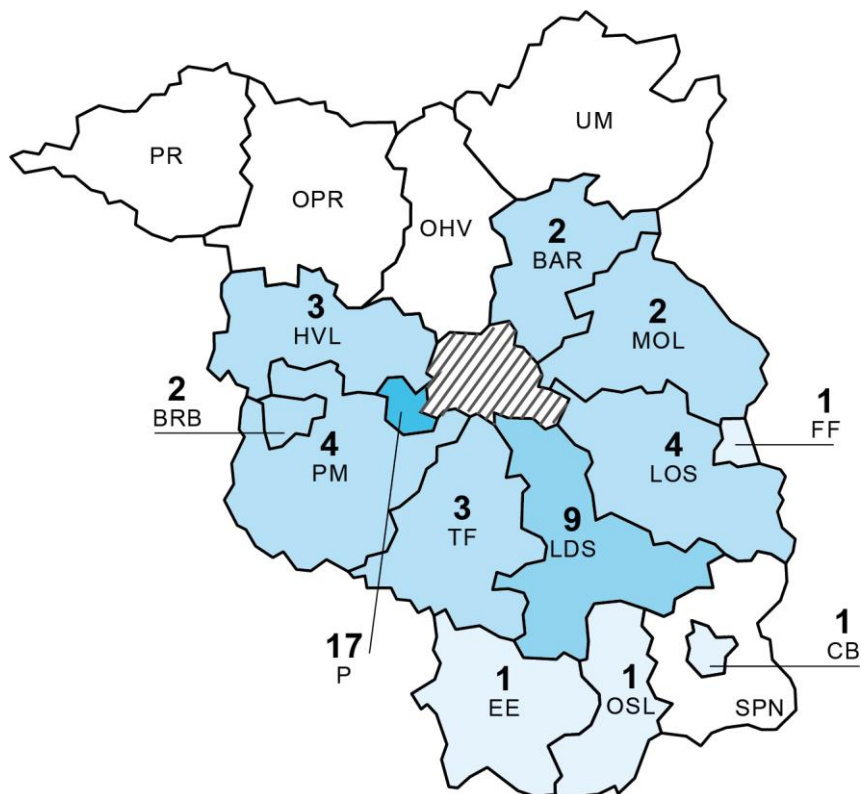 UM
PR
OPR
OHV
2
BAR
3
HVL
2
MOL
2
BRB
1
FF
4
PM
4
LOS
3
TF
9
LDS
17
P
1
CB
1
EE
1
OSL
SPN